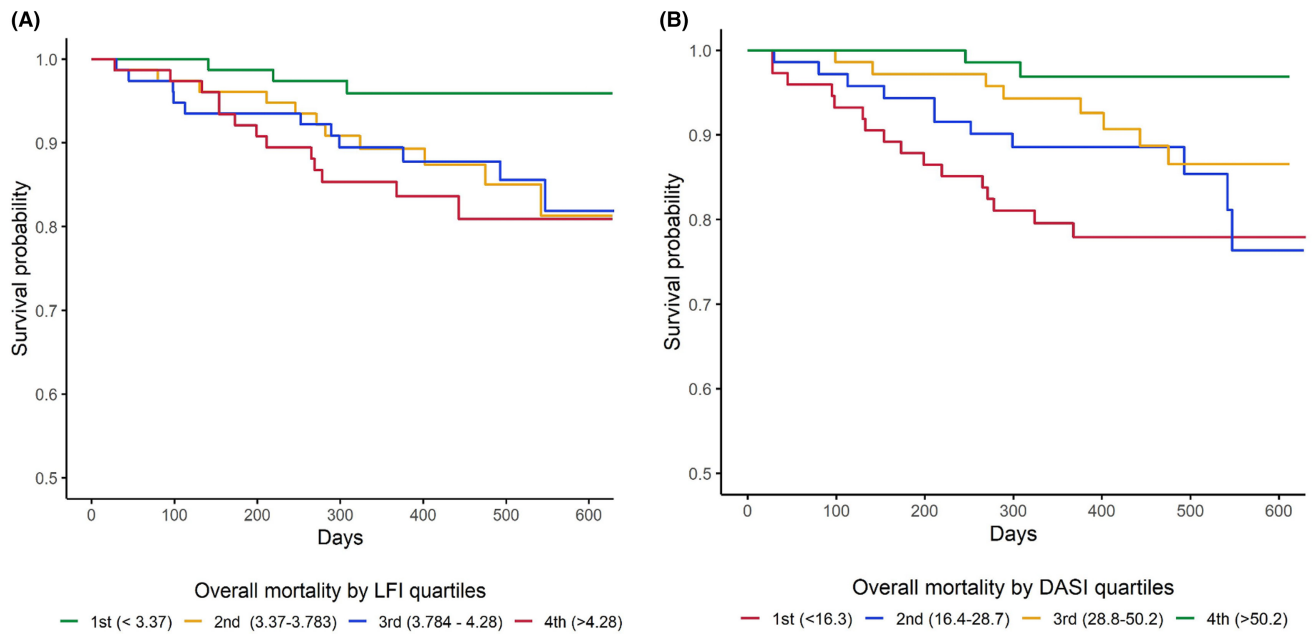 (A)
1.0
0.9
0.8
0.7
0.6
0.5
Survival probability
0 100 200 300 400 500 600
Days
Overall mortality by LFI quartiles
1st (< 3.37) 2nd (3.37-3.783) 3rd (3.784 - 4.28) 4th (>4.28)
(B)
1.0
0.9
0.8
0.7
0.6
0.5
Survival probability
0 100 200 300 400 500 600
Days
Overall mortality by DASI quartiles
1st (<16.3) 2nd (16.4-28.7) 3rd (28.8-50.2) 4th (>50.2)